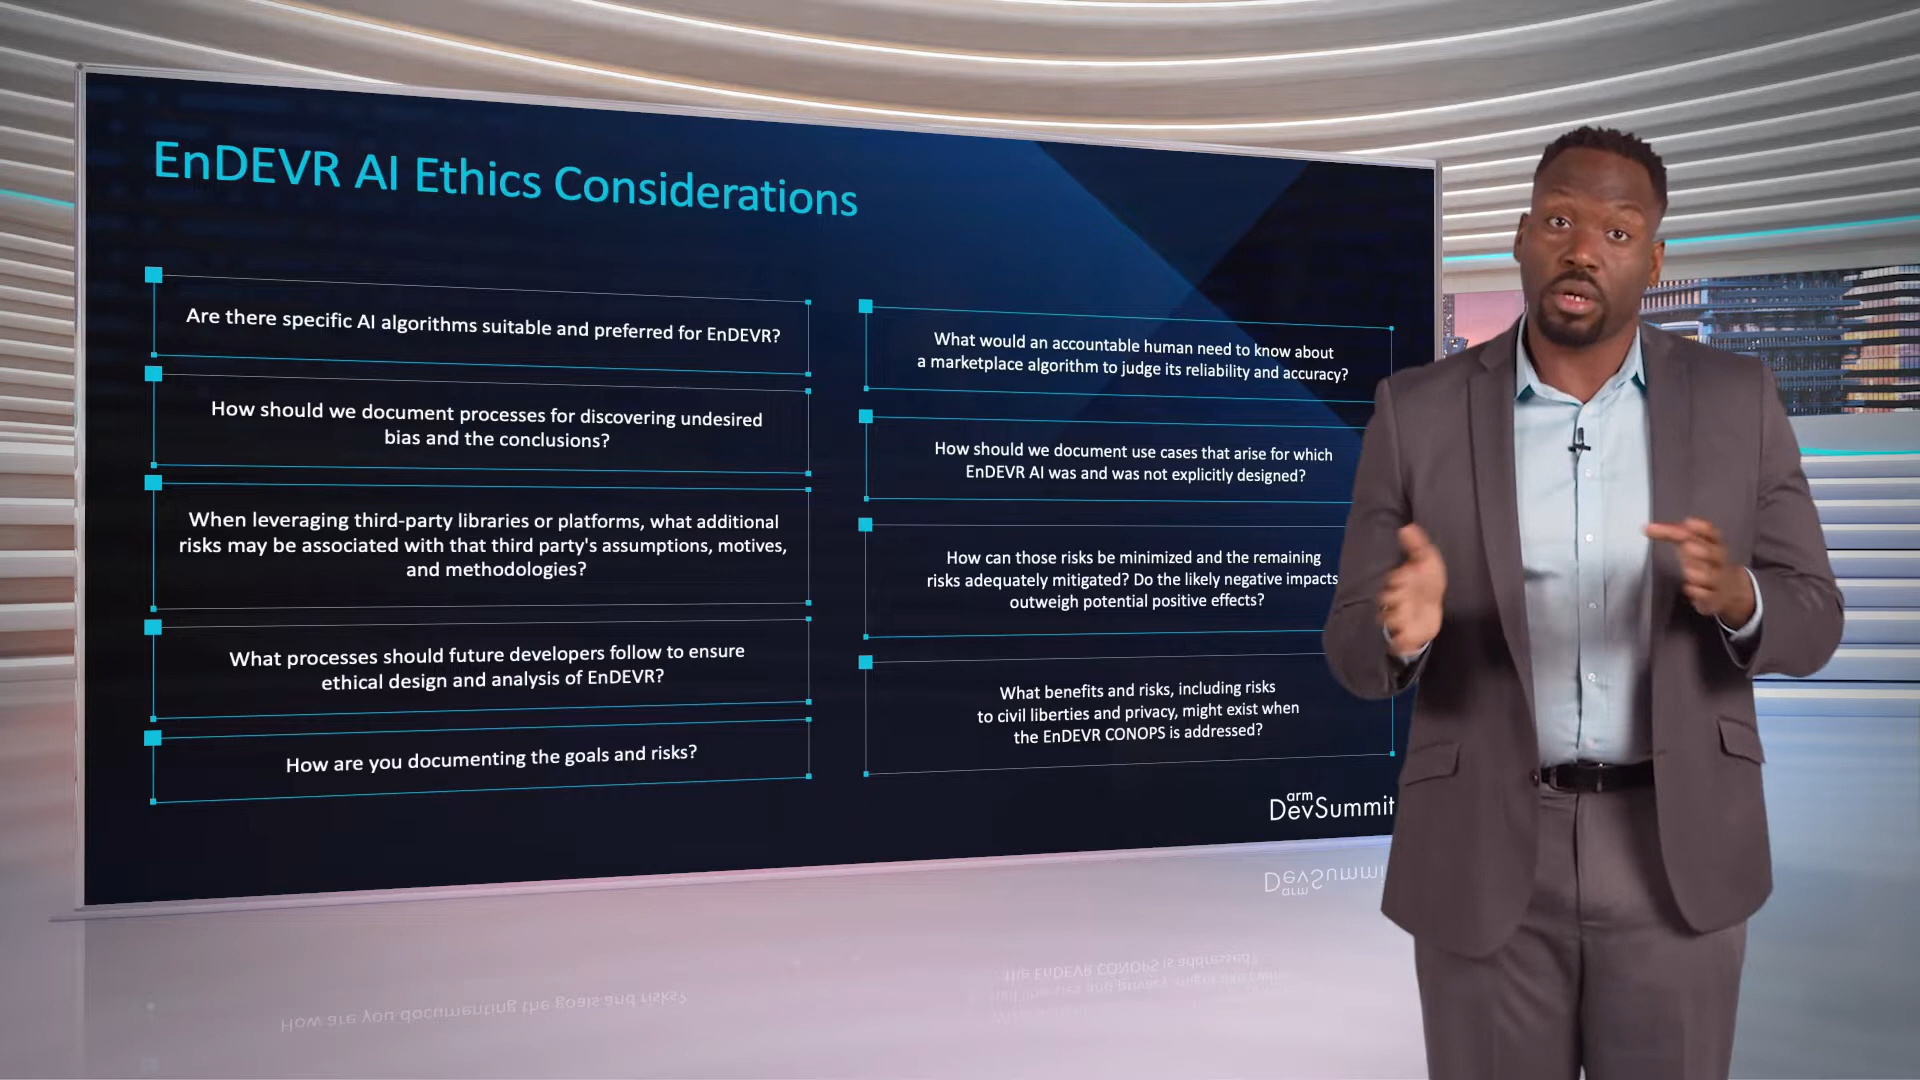 EnDEVR AI Ethics Considerations
Are there specific AI algorithms suitable and preferred for EnDEVR?
How should we document processes for discovering undesired
bias and the conclusions?
When leveraging third-party libraries or platforms, what additional
risks may be associated with that third party's assumptions, motives,
and methodologies?
What processes should future developers follow to ensure
ethical design and analysis of EnDEVR?
How are you documenting the goals and risks?
What would an accountable human need to know about
a marketplace algorithm to judge its reliability and accuracy?
How should we document use cases that arise for which
EnDEVR AI was and was not explicitly designed?
How can those risks be minimized and the remaining
risks adequately mitigated? Do the likely negative impacts
outweigh potential positive effects?
What benefits and risks, including risks
to civil liberties and privacy, might exist when
the EnDEVR CONOPS is addressed?
arm
DevSummit